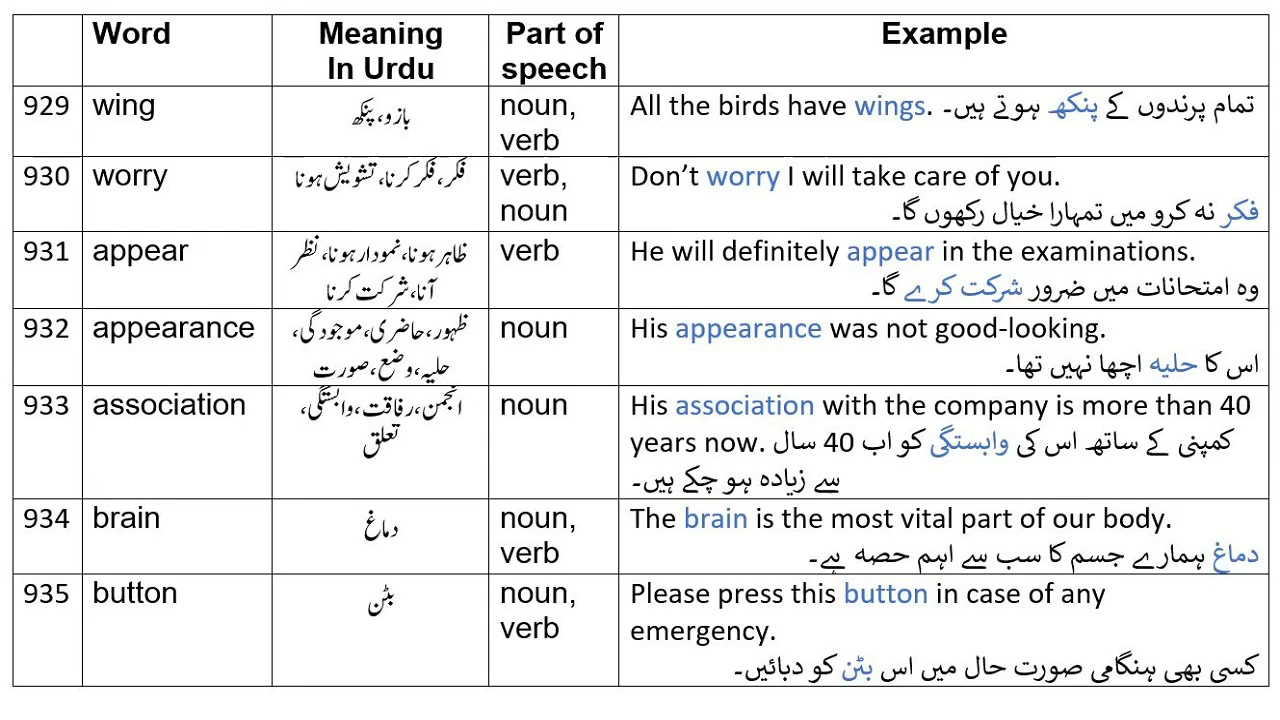 Word Meaning In Urdu Part of speech Example
929 wing بازو، پنکھ noun, verb All the birds have wings. تمام پرندوں کے پنکھ ہوتے ہیں۔
930 worry فکر، فکر کرنا، تشویش ہونا verb, noun Don’t worry I will take care of you.
فکر نہ کرو میں تمہارا خیال رکھوں گا۔
931 appear ظاہر ہونا، نمودار ہونا، نظر آنا، شرکت کرنا verb He will definitely appear in the examinations.
وہ امتحانات میں ضرور شرکت کرے گا۔
932 appearance ظہور، حاضری، موجودگی، حلیہ، وضع، صورت noun His appearance was not good-looking.
اس کا حلیہ اچھا نہیں تھا۔
933 association انجمن، رفاقت، وابستگی، تعلق noun His association with the company is more than 40
years now. کمپنی کے ساتھ اس کی وابستگی کو اب 40 سال
سے زیادہ ہو چکے ہیں۔
934 brain دماغ noun, verb The brain is the most vital part of our body.
دماغ ہمارے جسم کا سب سے اہم حصہ ہے۔
935 button بٹن noun, verb Please press this button in case of any
emergency.
کسی بھی ہنگامی صورت حال میں اس بٹن کو دبائیں۔